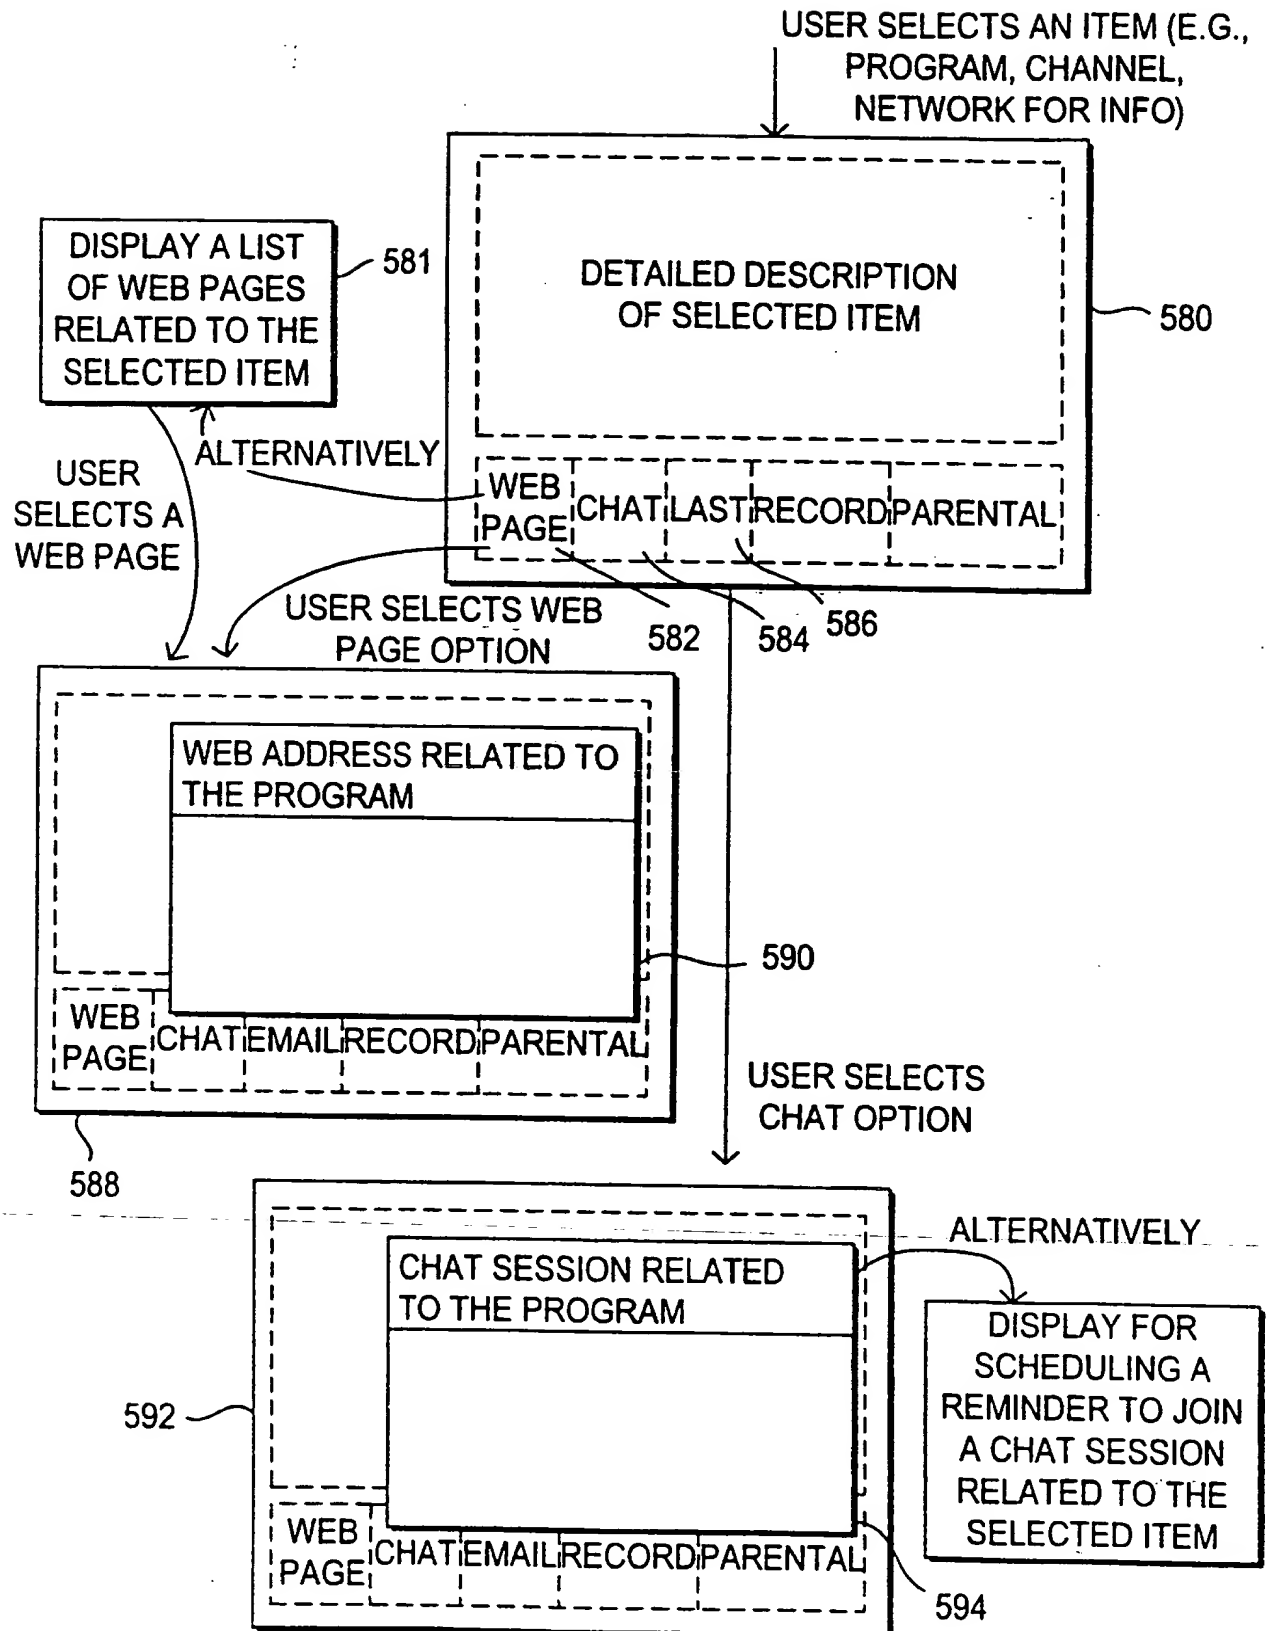 USER SELECTS AN ITEM (E.G.,
PROGRAM, CHANNEL,
NETWORK FOR INFO)
DISPLAY A LIST
OF WEB PAGES
RELATED TO THE
SELECTED ITEM
581
DETAILED DESCRIPTION
OF SELECTED ITEM
580
ALTERNATIVELY
USER
SELECTS A
WEB PAGE
WEB
PAGE
CHAT
LAST
RECORD
PARENTAL
582
584
586
USER SELECTS WEB
PAGE OPTION
WEB ADDRESS RELATED TO
THE PROGRAM
590
WEB
PAGE
CHAT
EMAIL
RECORD
PARENTAL
588
USER SELECTS
CHAT OPTION
CHAT SESSION RELATED
TO THE PROGRAM
ALTERNATIVELY
DISPLAY FOR
SCHEDULING A
REMINDER TO JOIN
A CHAT SESSION
RELATED TO THE
SELECTED ITEM
592
WEB
PAGE
CHAT
EMAIL
RECORD
PARENTAL
594